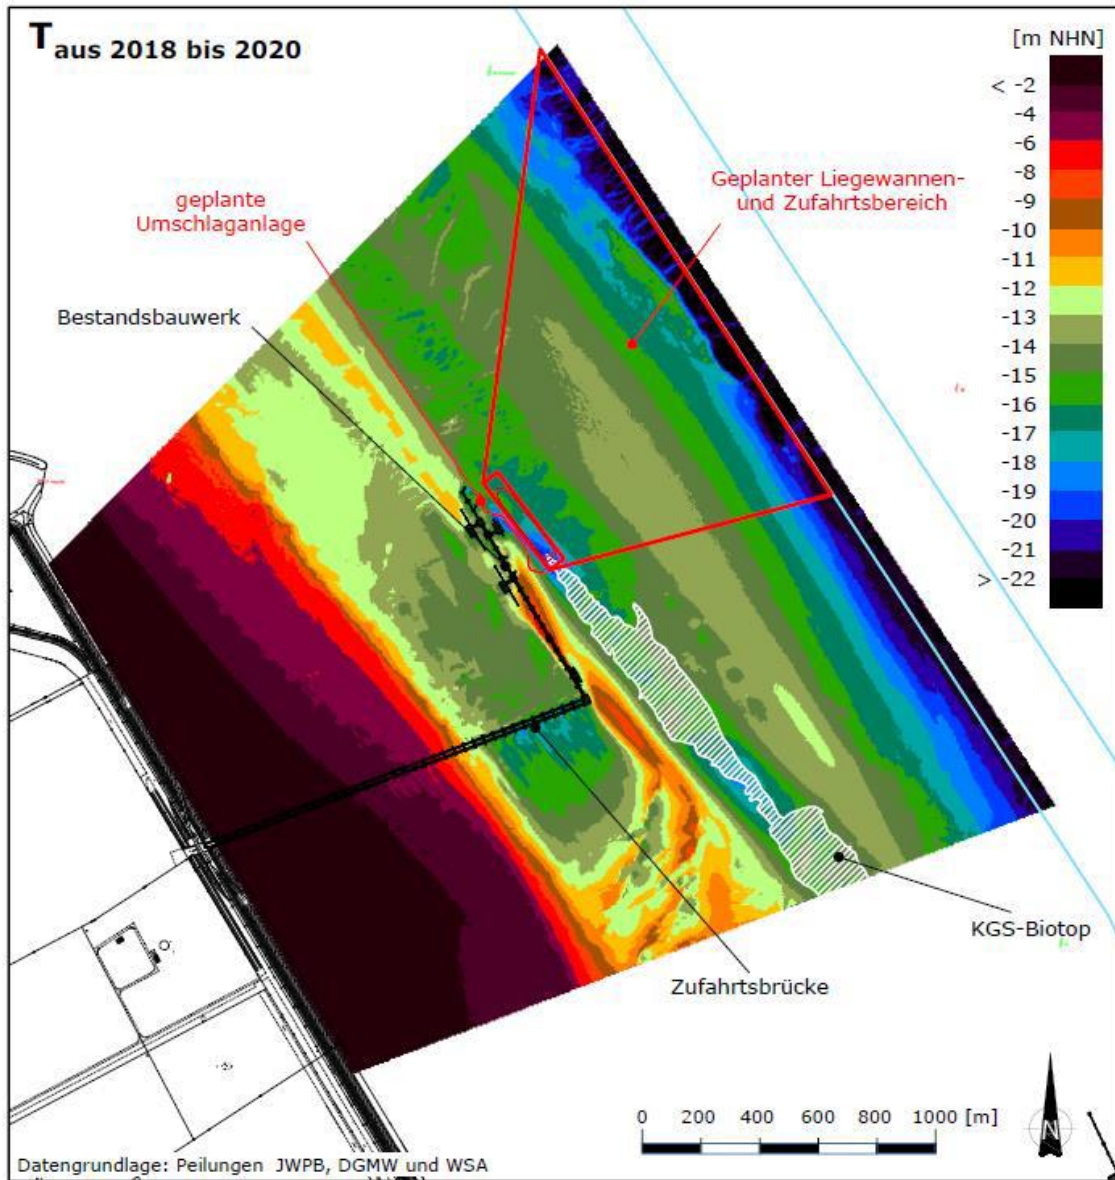 T aus 2018 bis 2020
[m NHN]
< -2
-4
-6
-8
-9
-10
-11
-12
-13
-14
-15
-16
-17
-18
-19
-20
-21
> -22
geplante
Umschlaganlage
Geplanter Liegewannen-
und Zufahrtsbereich
Bestandsbauwerk
KGS-Biotop
Zufahrtsbrücke
0 200 400 600 800 1000 [m]
N
Datengrundlage: Peilungen JWPB, DGMW und WSA